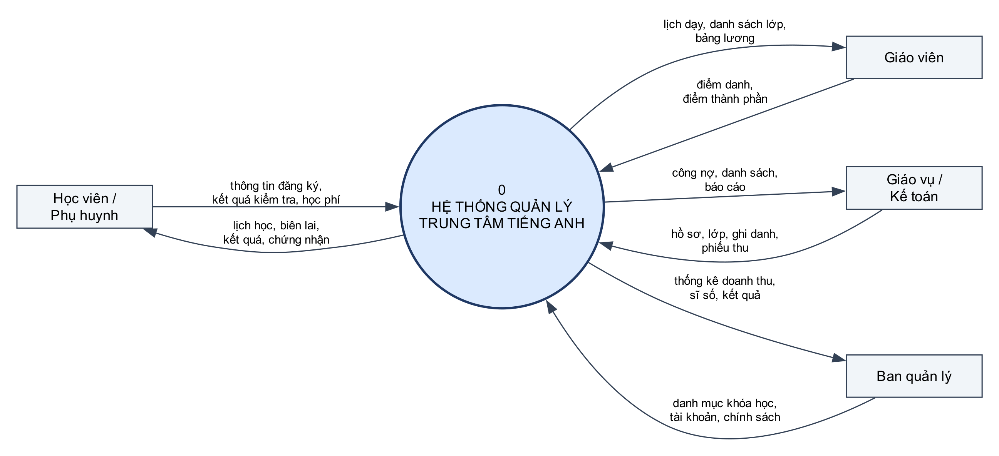 lịch dạy, danh sách lớp,
bảng lương
Giáo viên
điểm danh,
điểm thành phần
công nợ, danh sách,
báo cáo
Giáo vụ /
Kế toán
thông tin đăng ký,
kết quả kiểm tra, học phí
Học viên /
Phụ huynh
0
HỆ THỐNG QUẢN LÝ
TRUNG TÂM TIẾNG ANH
lịch học, biên lai,
kết quả, chứng nhận
hồ sơ, lớp, ghi danh,
phiếu thu
thống kê doanh thu,
sĩ số, kết quả
Ban quản lý
danh mục khóa học,
tài khoản, chính sách